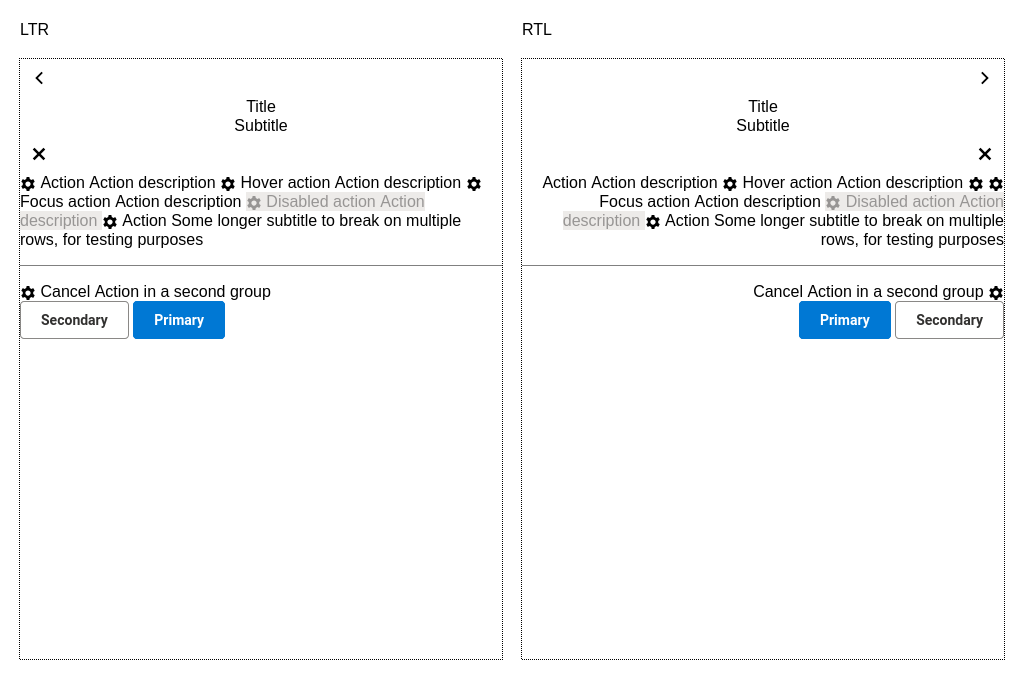 LTR
Title
Subtitle
Action Action description Hover action Action description
Focus action Action description Disabled action Action
description Action Some longer subtitle to break on multiple
rows, for testing purposes
Cancel Action in a second group
Secondary Primary
RTL
Title
Subtitle
Action Action description Hover action Action description
Focus action Action description Disabled action Action
description Action Some longer subtitle to break on multiple
rows, for testing purposes
Cancel Action in a second group
Primary Secondary